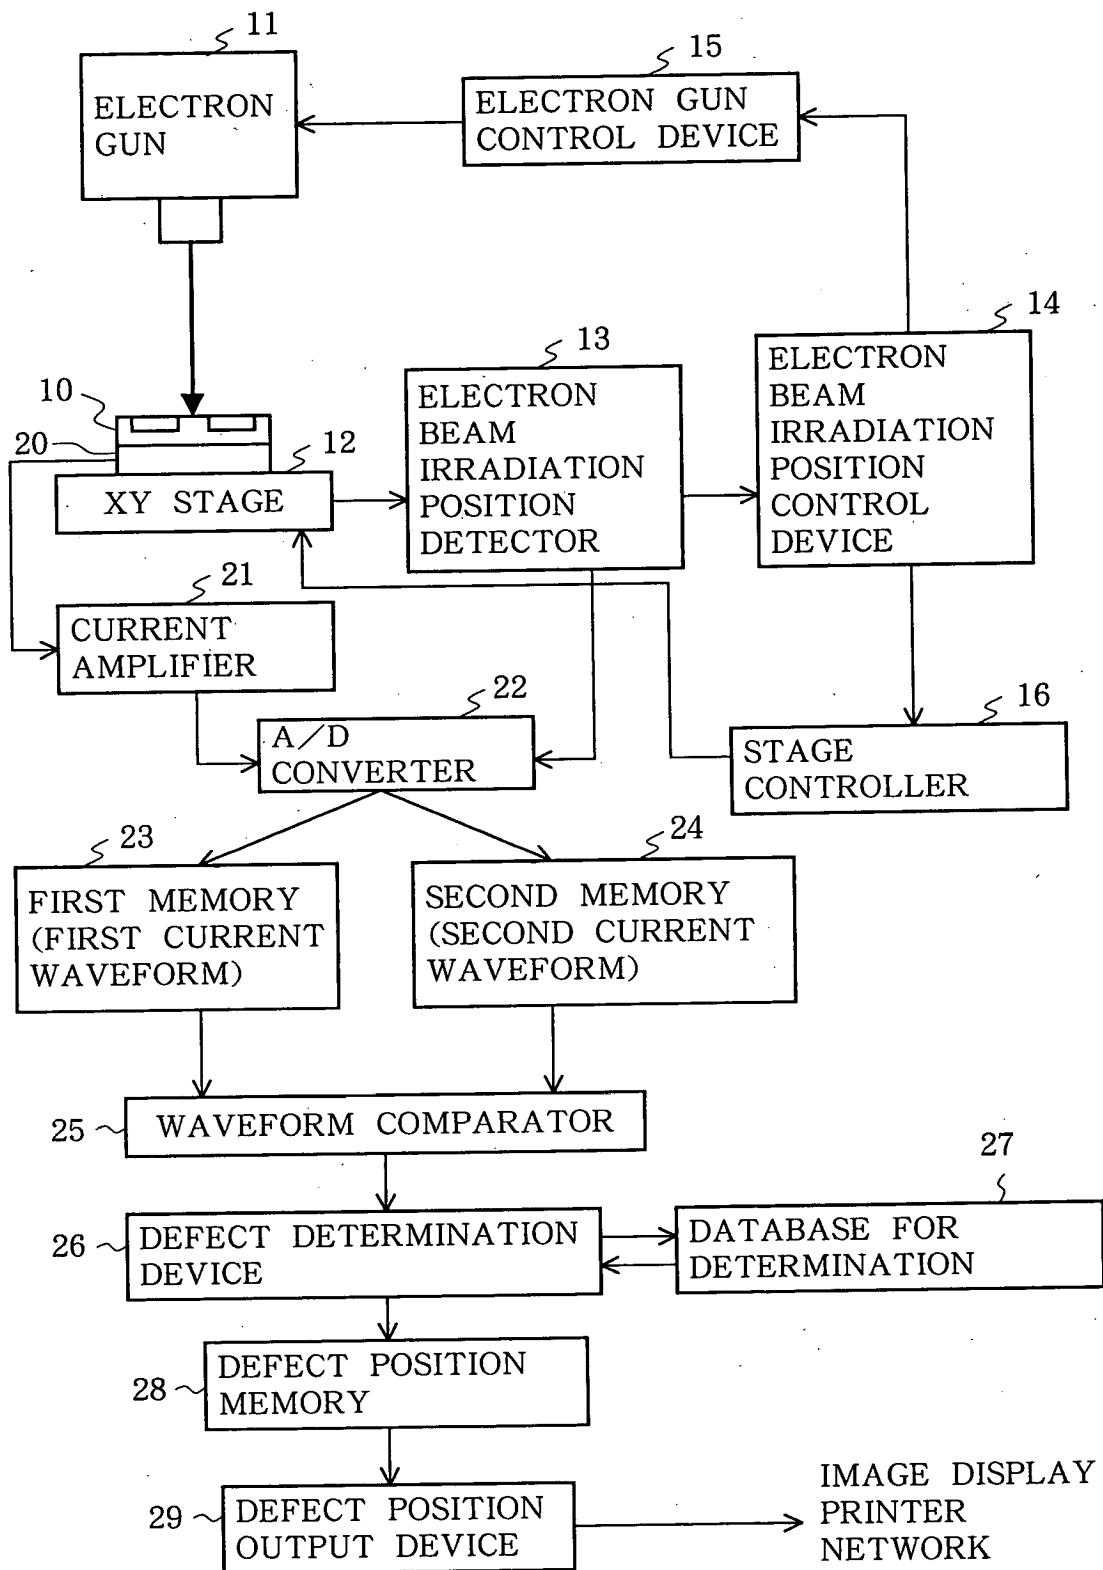 11
ELECTRON
GUN
15
ELECTRON GUN
CONTROL DEVICE
14
ELECTRON
BEAM
IRRADIATION
POSITION
CONTROL
DEVICE
13
ELECTRON
BEAM
IRRADIATION
POSITION
DETECTOR
10
20
12
XY STAGE
21
CURRENT
AMPLIFIER
22
A/D
CONVERTER
16
STAGE
CONTROLLER
23
FIRST MEMORY
(FIRST CURRENT
WAVEFORM)
24
SECOND MEMORY
(SECOND CURRENT
WAVEFORM)
25
WAVEFORM COMPARATOR
26
DEFECT DETERMINATION
DEVICE
27
DATABASE FOR
DETERMINATION
28
DEFECT POSITION
MEMORY
29
DEFECT POSITION
OUTPUT DEVICE
IMAGE DISPLAY
PRINTER
NETWORK